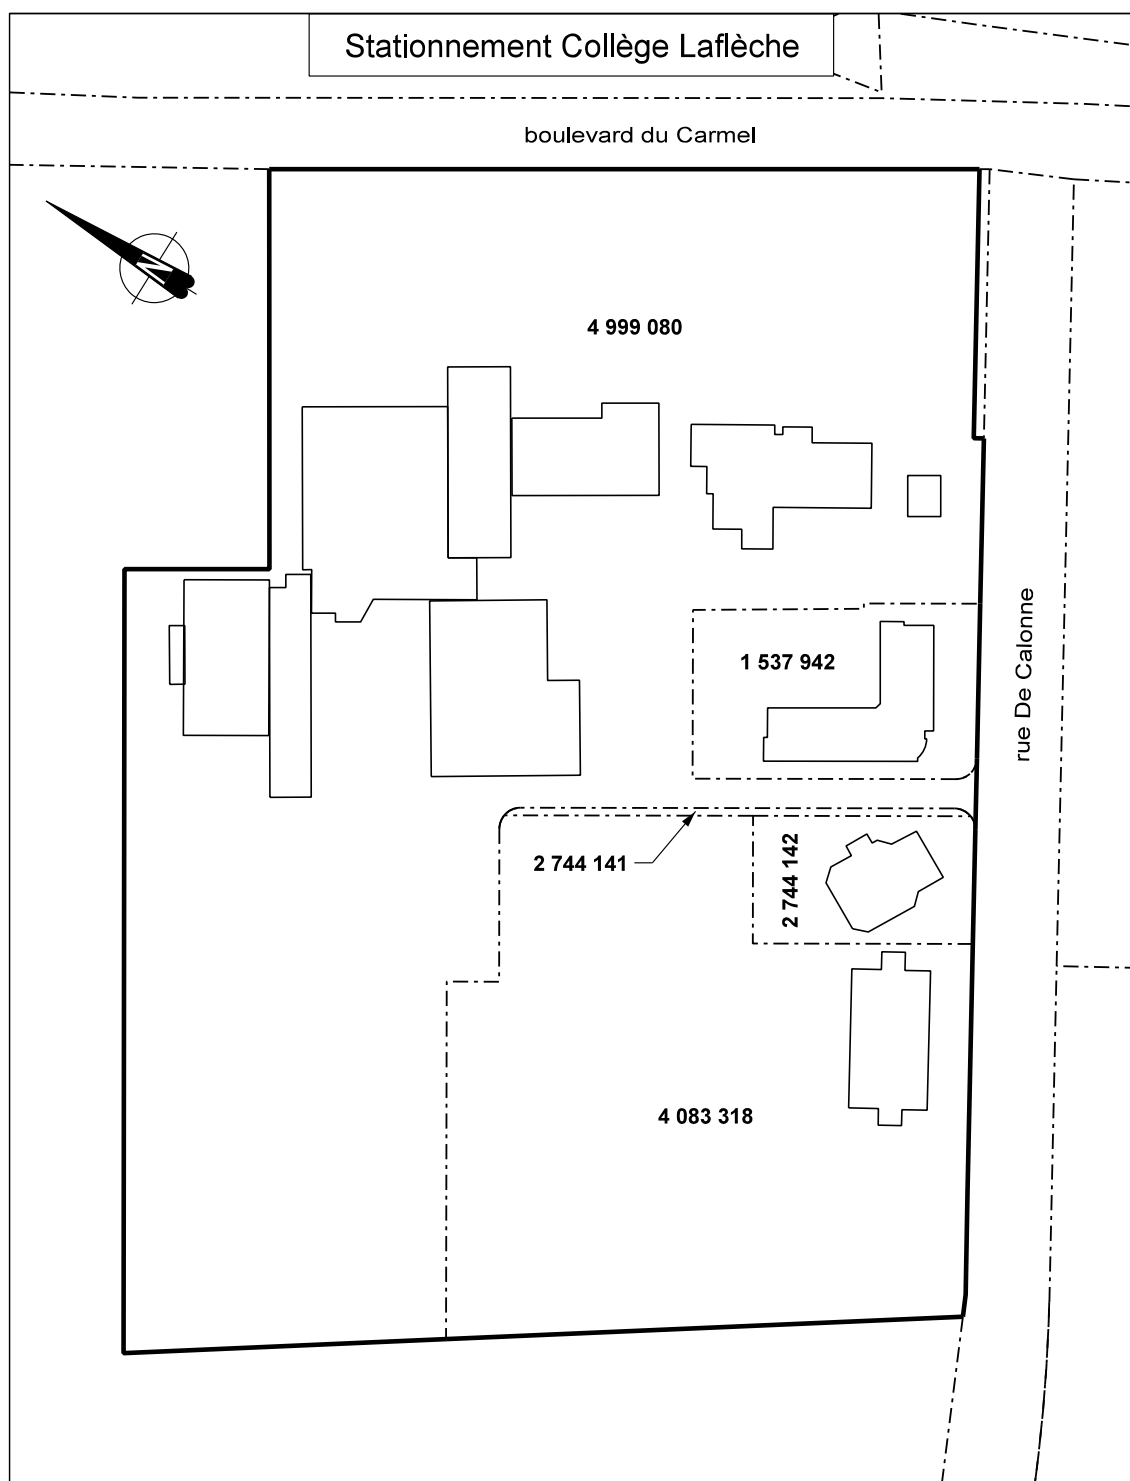 Stationnement Collège Laflèche
boulevard du Carmel
N
4 999 080
1 537 942
rue De Calonne
2 744 141
2 744 142
4 083 318